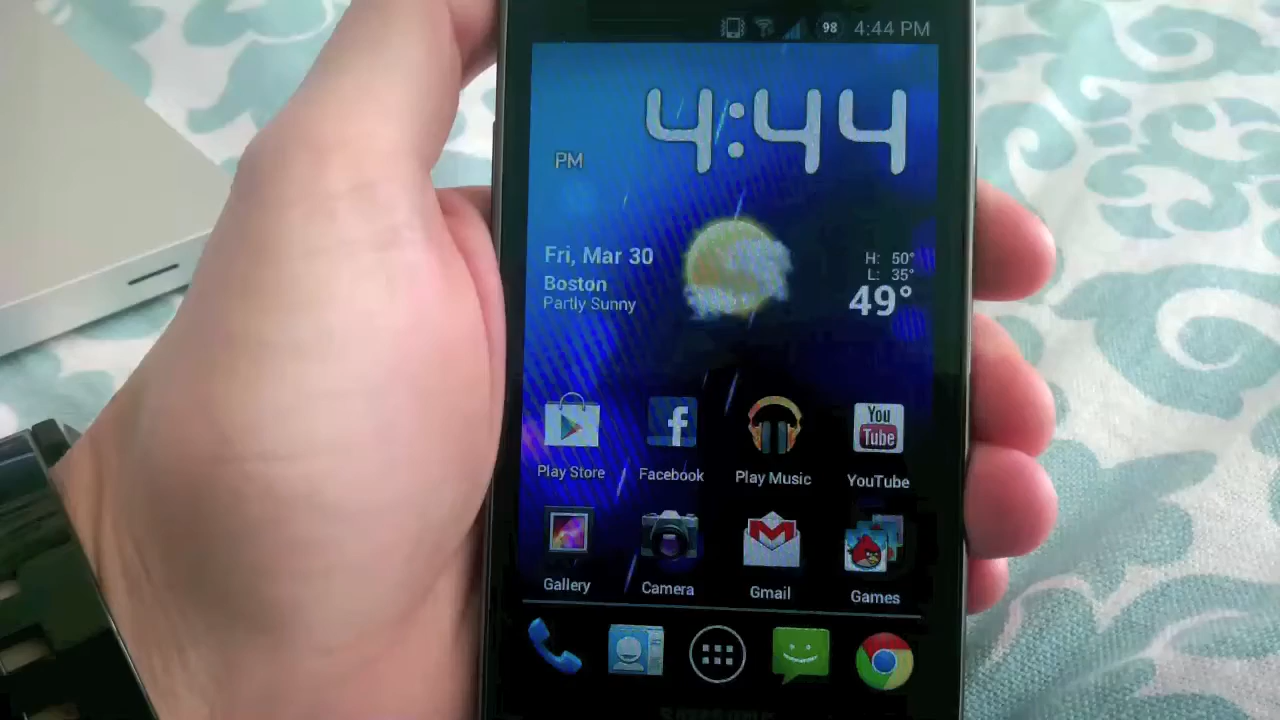 98 4:44 PM
4:44
PM
Fri, Mar 30
Boston
Partly Sunny
H: 50°
L: 35°
49°
You
Tube
Play Store
Facebook
Play Music
YouTube
Gallery
Camera
Gmail
Games